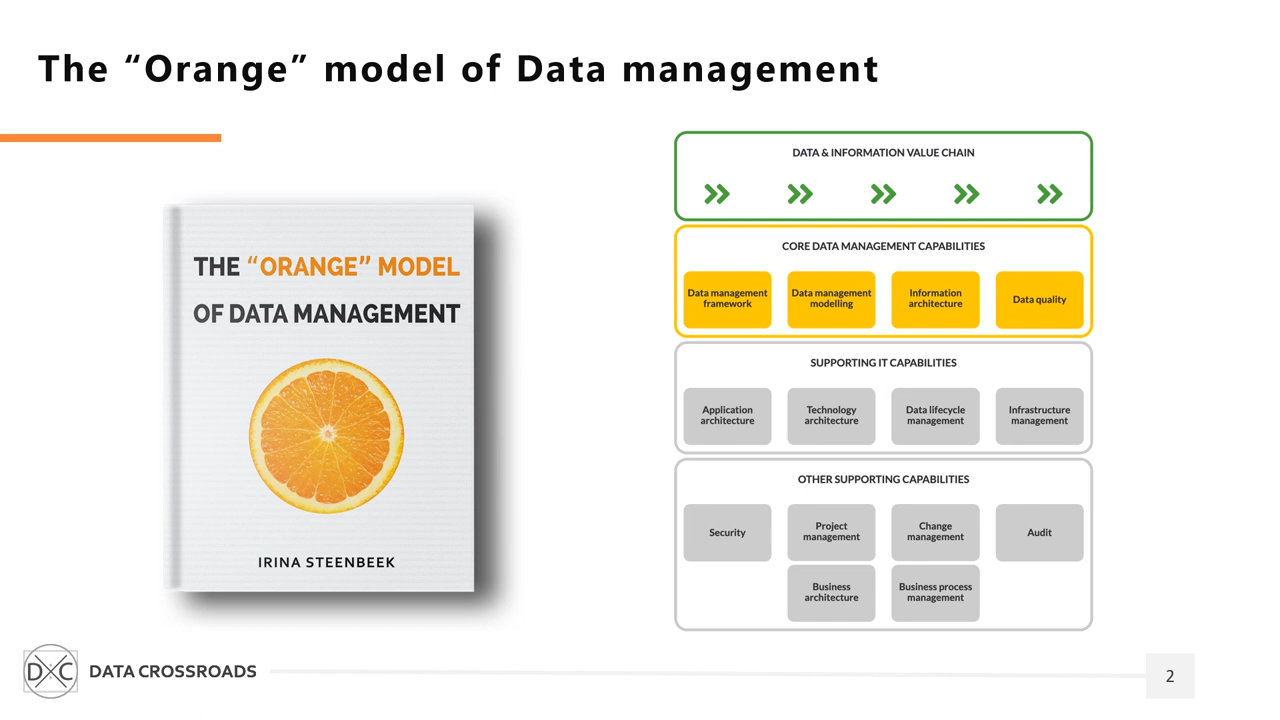 The “Orange” model of Data management
THE “ORANGE” MODEL
OF DATA MANAGEMENT
IRINA STEENBEEK
DATA & INFORMATION VALUE CHAIN
CORE DATA MANAGEMENT CAPABILITIES
Data management
framework
Data management
modelling
Information
architecture
Data quality
SUPPORTING IT CAPABILITIES
Application
architecture
Technology
architecture
Data lifecycle
management
Infrastructure
management
OTHER SUPPORTING CAPABILITIES
Security
Project
management
Change
management
Audit
Business
architecture
Business process
management
DXC
DATA CROSSROADS
2